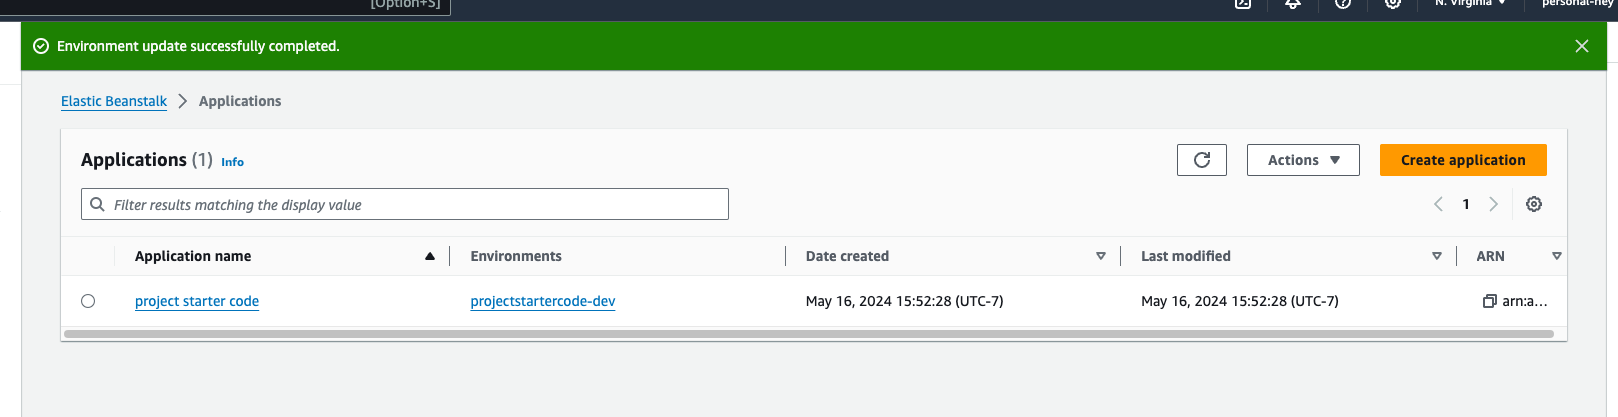 [Option+S] N. Virginia personal-hey
Environment update successfully completed.
Elastic Beanstalk Applications
Applications (1) Info Actions Create application
Filter results matching the display value 1
Application name Environments Date created Last modified ARN
project starter code projectstartercode-dev May 16, 2024 15:52:28 (UTC-7) May 16, 2024 15:52:28 (UTC-7) arn:a...